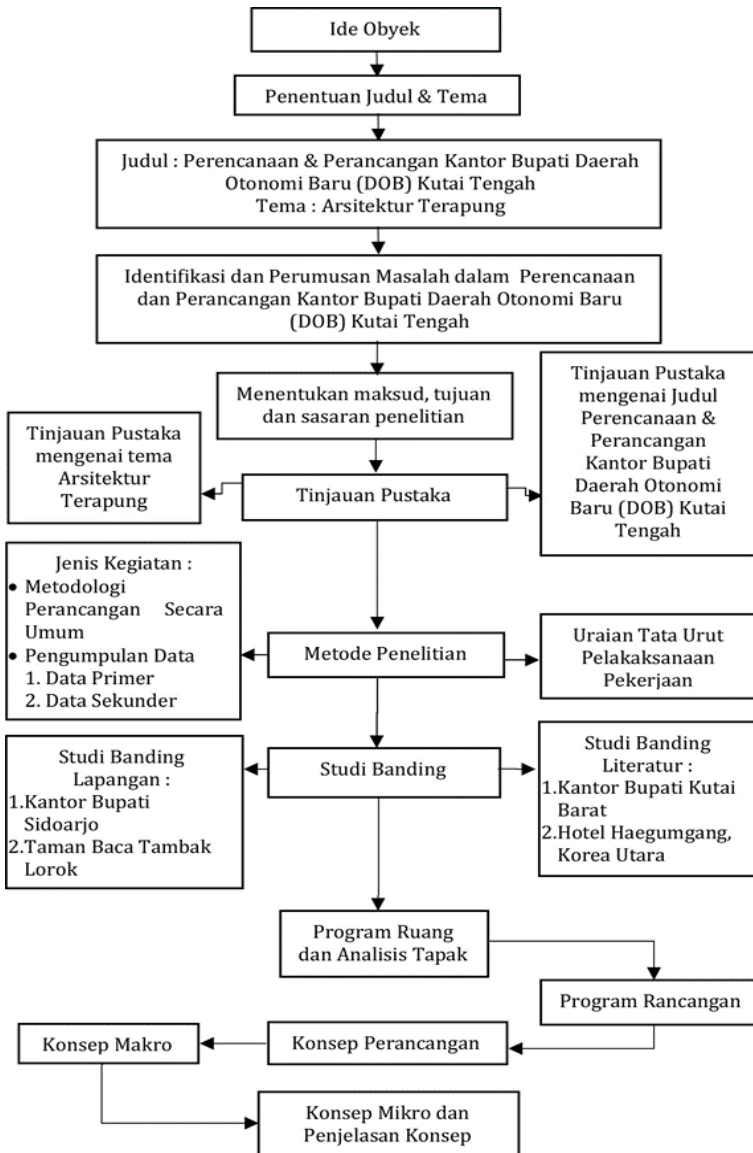 Ide Obyek
Penentuan Judul & Tema
Judul : Perencanaan & Perancangan Kantor Bupati Daerah
Otonomi Baru (DOB) Kutai Tengah
Tema : Arsitektur Terapung
Identifikasi dan Perumusan Masalah dalam Perencanaan
dan Perancangan Kantor Bupati Daerah Otonomi Baru
(DOB) Kutai Tengah
Menentukan maksud, tujuan
dan sasaran penelitian
Tinjauan Pustaka
Tinjauan Pustaka
mengenai tema
Arsitektur
Terapung
Tinjauan Pustaka
mengenai Judul
Perencanaan &
Perancangan
Kantor Bupati
Daerah Otonomi
Baru (DOB) Kutai
Tengah
Metode Penelitian
Jenis Kegiatan :
• Metodologi
Perancangan Secara
Umum
• Pengumpulan Data
1. Data Primer
2. Data Sekunder
Uraian Tata Urut
Pelakaksanaan
Pekerjaan
Studi Banding
Studi Banding
Lapangan :
1.Kantor Bupati
Sidoarjo
2.Taman Baca Tambak
Lorok
Studi Banding
Literatur :
1.Kantor Bupati Kutai
Barat
2.Hotel Haegumgang,
Korea Utara
Program Ruang
dan Analisis Tapak
Program Rancangan
Konsep Perancangan
Konsep Makro
Konsep Mikro dan
Penjelasan Konsep